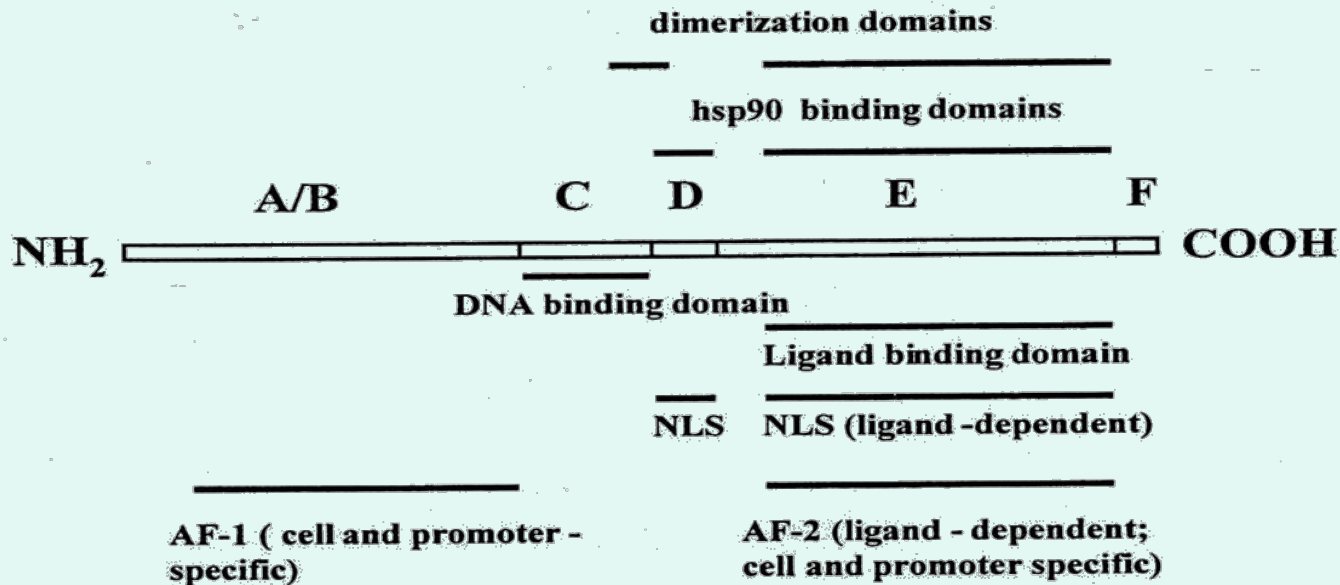 dimerization domains
hsp90 binding domains
A/B C D E F
NH₂ COOH
DNA binding domain
Ligand binding domain
NLS NLS (ligand -dependent)
AF-1 ( cell and promoter -
specific)
AF-2 (ligand - dependent;
cell and promoter specific)